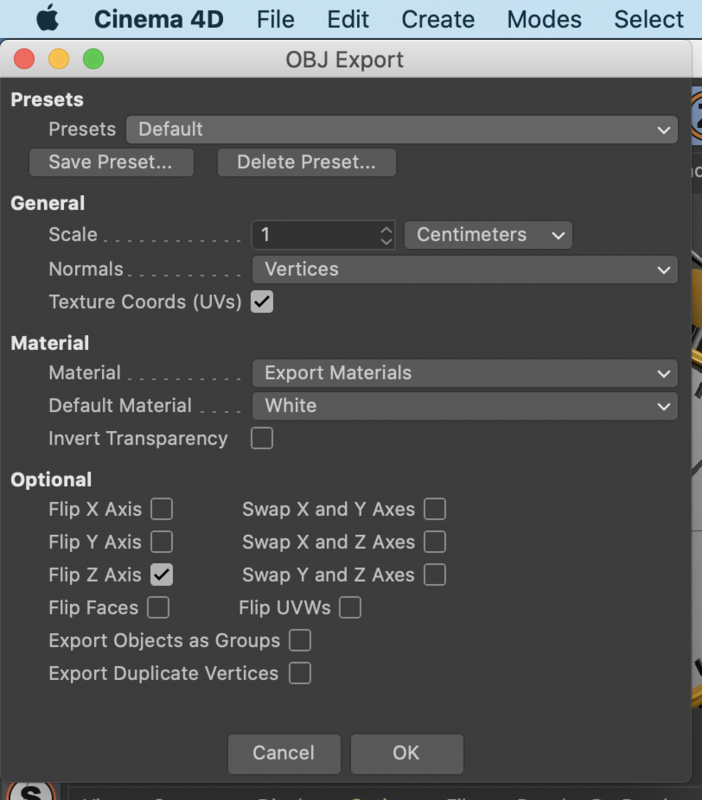 Cinema 4D File Edit Create Modes Select
OBJ Export
Presets
Presets Default
Save Preset... Delete Preset...
General
Scale 1 Centimeters
Normals Vertices
Texture Coords (UVs)
Material
Material Export Materials
Default Material White
Invert Transparency
Optional
Flip X Axis Swap X and Y Axes
Flip Y Axis Swap X and Z Axes
Flip Z Axis Swap Y and Z Axes
Flip Faces Flip UVWs
Export Objects as Groups
Export Duplicate Vertices
Cancel OK
S